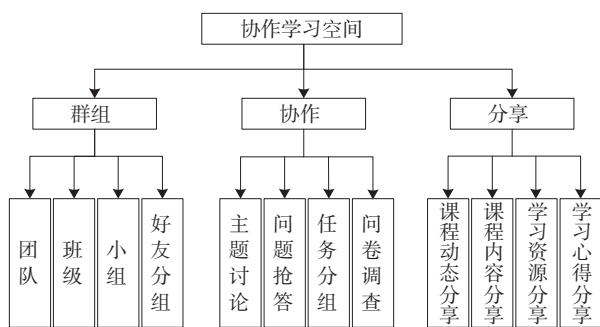 协作学习空间
群组
协作
分享
团队
班级
小组
好友分组
主题讨论
问题抢答
任务分组
问卷调查
课程动态分享
课程内容分享
学习资源分享
学习心得分享